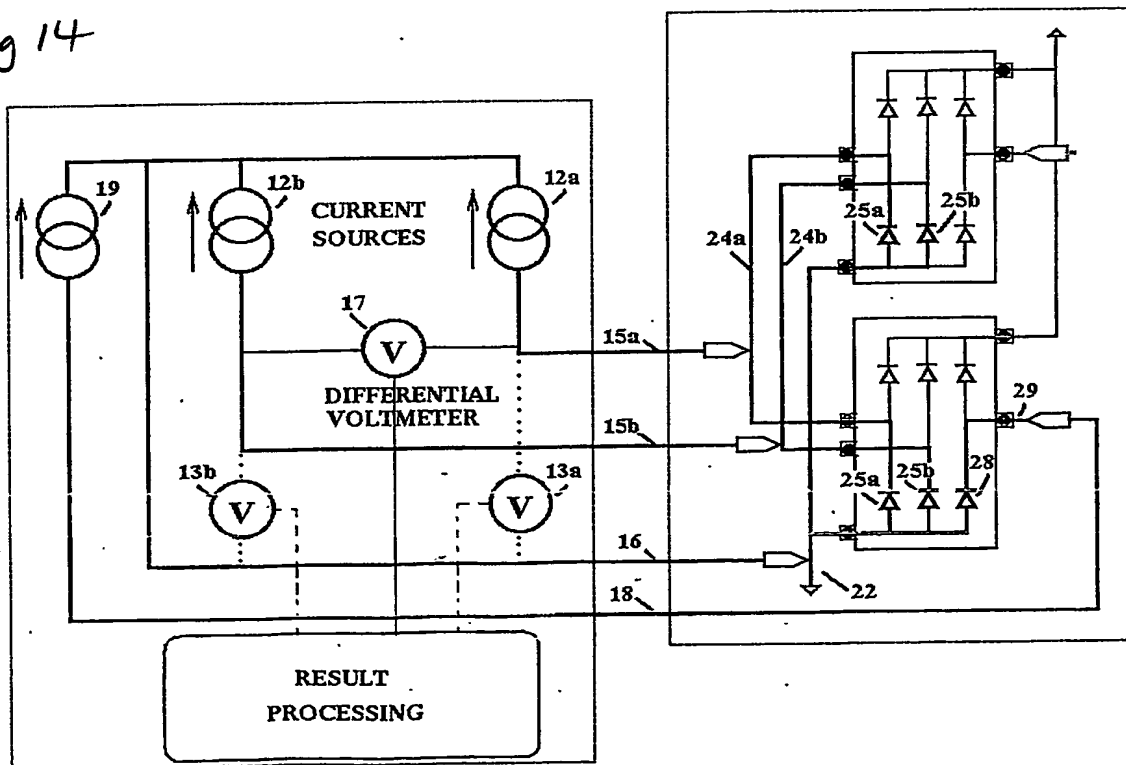 g 14
19
12b
12a
CURRENT
SOURCES
25a
25b
24a
24b
17
V
15a
DIFFERENTIAL
VOLTMETER
15b
29
13b
13a
25a
25b
28
V
V
16
22
18
RESULT
PROCESSING